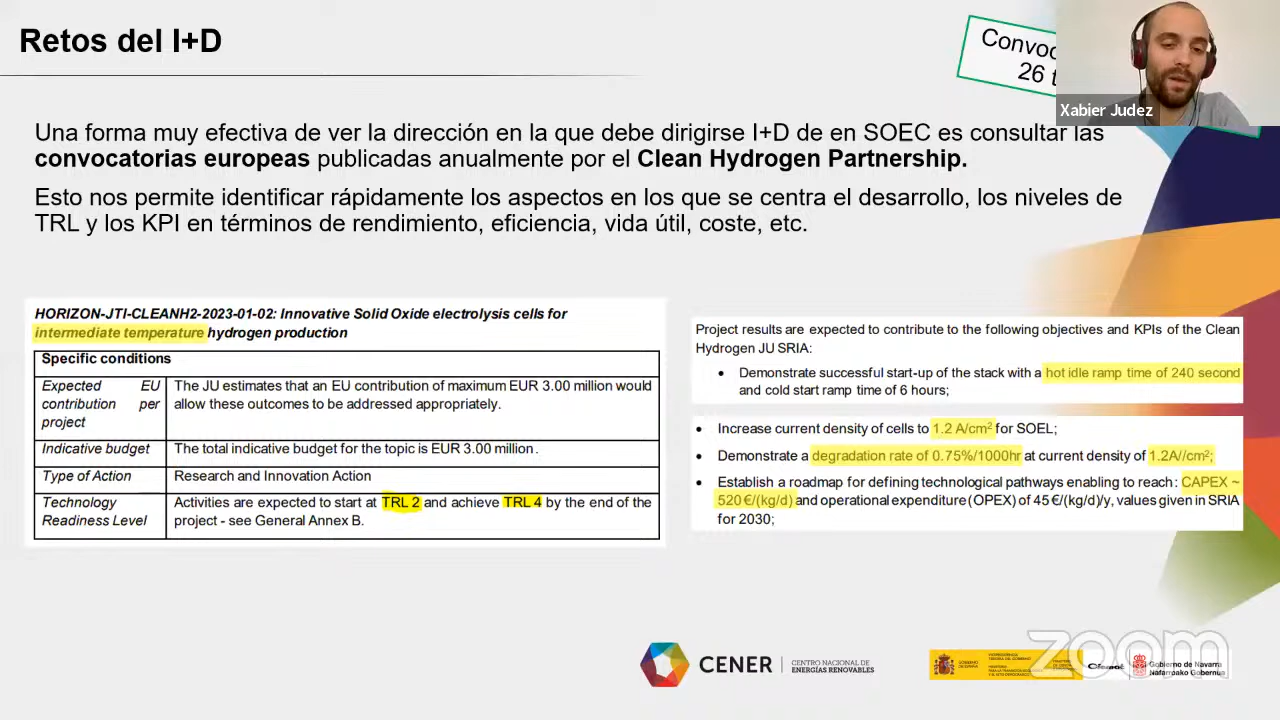 Retos del I+D
Convoc
26 t
Xabier Judez
Una forma muy efectiva de ver la dirección en la que debe dirigirse I+D de en SOEC es consultar las
convocatorias europeas publicadas anualmente por el Clean Hydrogen Partnership.
Esto nos permite identificar rápidamente los aspectos en los que se centra el desarrollo, los niveles de
TRL y los KPI en términos de rendimiento, eficiencia, vida útil, coste, etc.
HORIZON-JTI-CLEANH2-2023-01-02: Innovative Solid Oxide electrolysis cells for
intermediate temperature hydrogen production
Specific conditions
Expected EU
contribution per
project
The JU estimates that an EU contribution of maximum EUR 3.00 million would
allow these outcomes to be addressed appropriately.
Indicative budget
The total indicative budget for the topic is EUR 3.00 million.
Type of Action
Research and Innovation Action
Technology
Readiness Level
Activities are expected to start at TRL 2 and achieve TRL 4 by the end of the
project - see General Annex B.
Project results are expected to contribute to the following objectives and KPIs of the Clean
Hydrogen JU SRIA:
• Demonstrate successful start-up of the stack with a hot idle ramp time of 240 second
and cold start ramp time of 6 hours;
• Increase current density of cells to 1.2 A/cm² for SOEL;
• Demonstrate a degradation rate of 0.75%/1000hr at current density of 1.2A//cm²;
• Establish a roadmap for defining technological pathways enabling to reach : CAPEX ~
520 €/(kg/d) and operational expenditure (OPEX) of 45 €/(kg/d)/y, values given in SRIA
for 2030;
CENER
CENTRO NACIONAL DE
ENERGÍAS RENOVABLES
zoom
Ciemat
Gobierno de Navarra
Nafarroako Gobernua